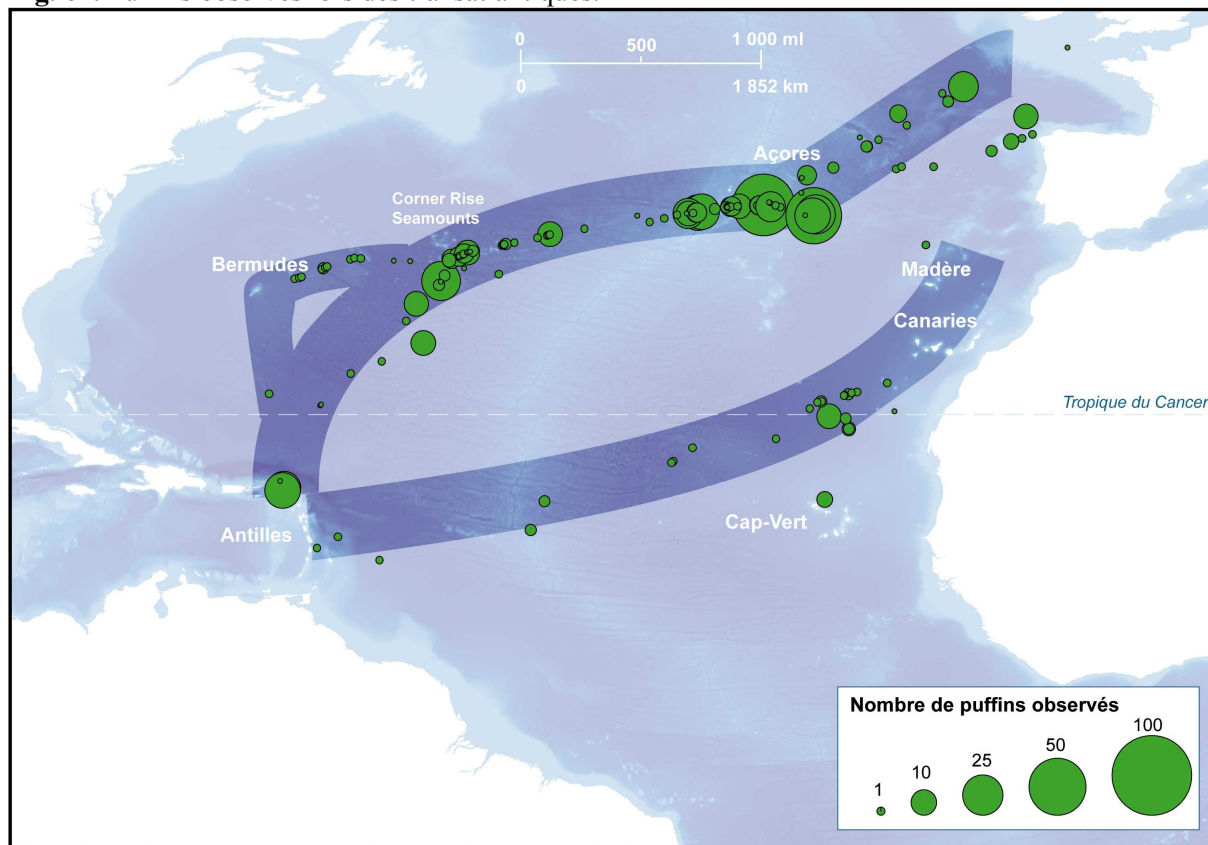 0 500 1 000 ml
0 1 852 km
Açores
Corner Rise
Seamounts
Bermudes
Madère
Canaries
Tropique du Cancer
Antilles
Cap-Vert
Nombre de puffins observés
1 10 25 50 100